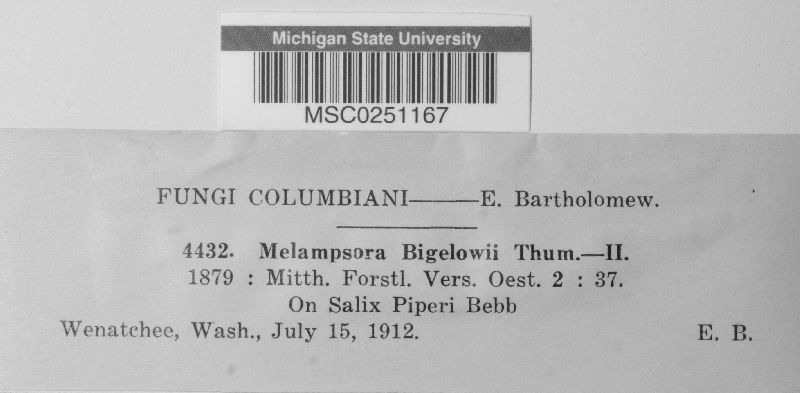 Michigan State University
MSC0251167
FUNGI COLUMBIANI———E. Bartholomew.
4432. Melampsora Bigelowii Thum.—II.
1879 : Mitth. Forstl. Vers. Oest. 2 : 37.
On Salix Piperi Bebb
Wenatchee, Wash., July 15, 1912. E. B.